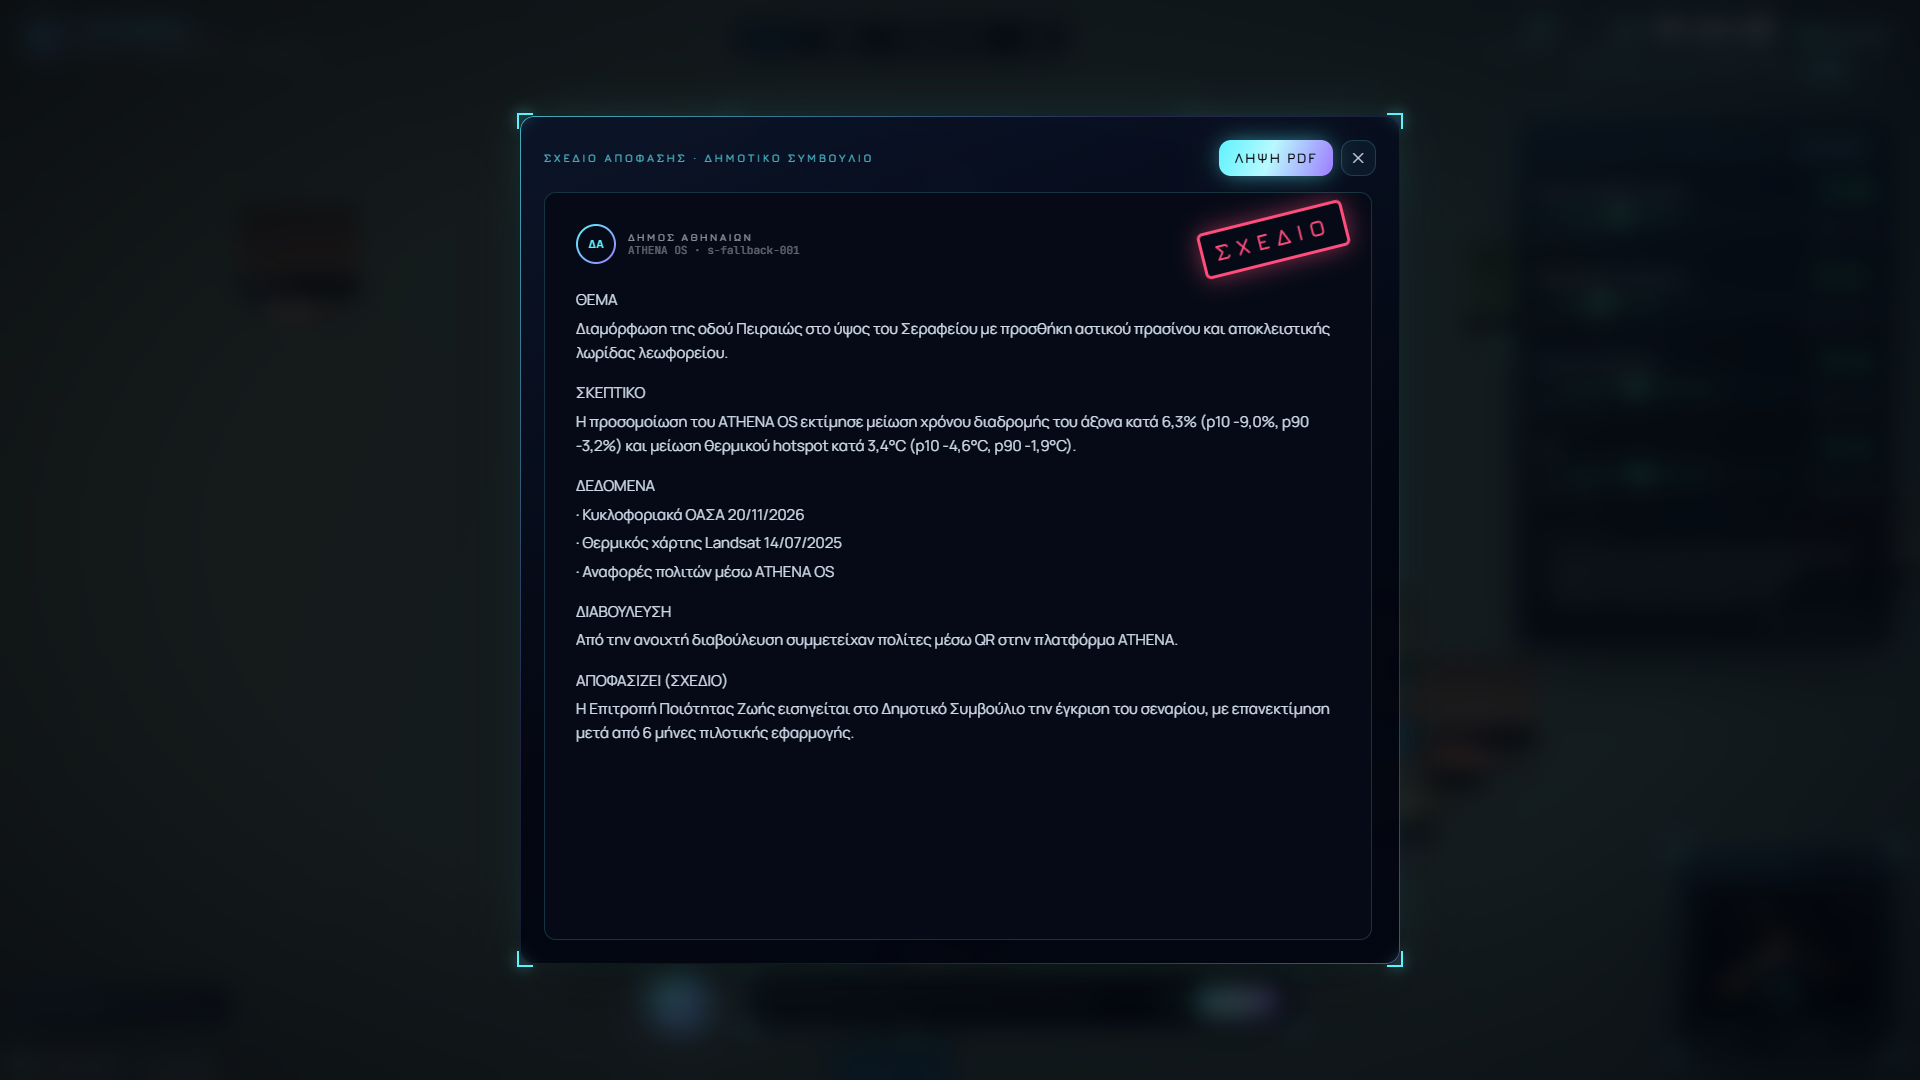 ΣΧΕΔΙΟ ΑΠΟΦΑΣΗΣ · ΔΗΜΟΤΙΚΟ ΣΥΜΒΟΥΛΙΟ
ΛΗΨΗ PDF
ΔΑ
ΔΗΜΟΣ ΑΘΗΝΑΙΩΝ
ATHENA OS · s-fallback-001
ΣΧΕΔΙΟ
ΘΕΜΑ
Διαμόρφωση της οδού Πειραιώς στο ύψος του Σεραφείου με προσθήκη αστικού πρασίνου και αποκλειστικής
λωρίδας λεωφορείου.
ΣΚΕΠΤΙΚΟ
Η προσομοίωση του ATHENA OS εκτίμησε μείωση χρόνου διαδρομής του άξονα κατά 6,3% (p10 -9,0%, p90
-3,2%) και μείωση θερμικού hotspot κατά 3,4°C (p10 -4,6°C, p90 -1,9°C).
ΔΕΔΟΜΕΝΑ
· Κυκλοφοριακά ΟΑΣΑ 20/11/2026
· Θερμικός χάρτης Landsat 14/07/2025
· Αναφορές πολιτών μέσω ATHENA OS
ΔΙΑΒΟΥΛΕΥΣΗ
Από την ανοιχτή διαβούλευση συμμετείχαν πολίτες μέσω QR στην πλατφόρμα ATHENA.
ΑΠΟΦΑΣΙΖΕΙ (ΣΧΕΔΙΟ)
Η Επιτροπή Ποιότητας Ζωής εισηγείται στο Δημοτικό Συμβούλιο την έγκριση του σεναρίου, με επανεκτίμηση
μετά από 6 μήνες πιλοτικής εφαρμογής.